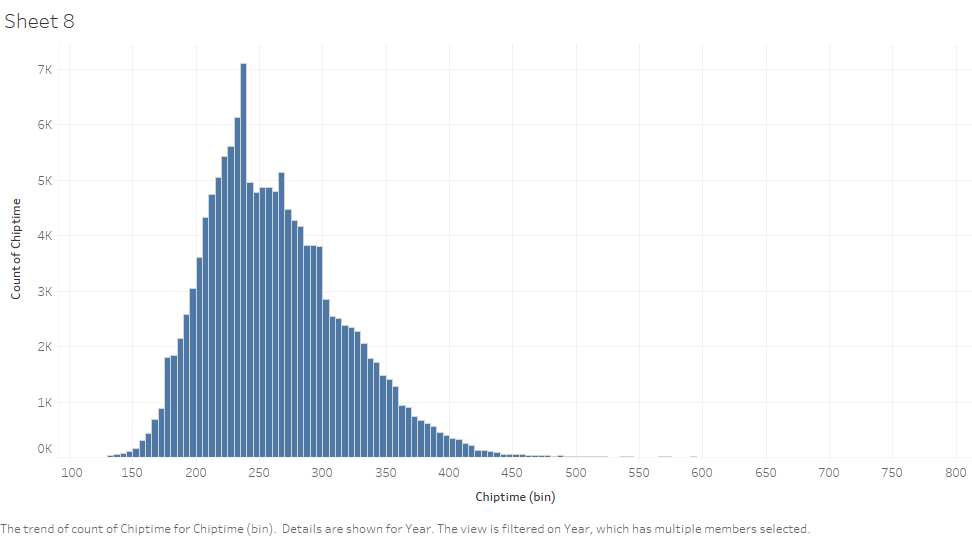 Sheet 8
7K
6K
5K
4K
3K
2K
1K
0K
Count of Chiptime
100 150 200 250 300 350 400 450 500 550 600 650 700 750 800
Chiptime (bin)
The trend of count of Chiptime for Chiptime (bin).  Details are shown for Year. The view is filtered on Year, which has multiple members selected.